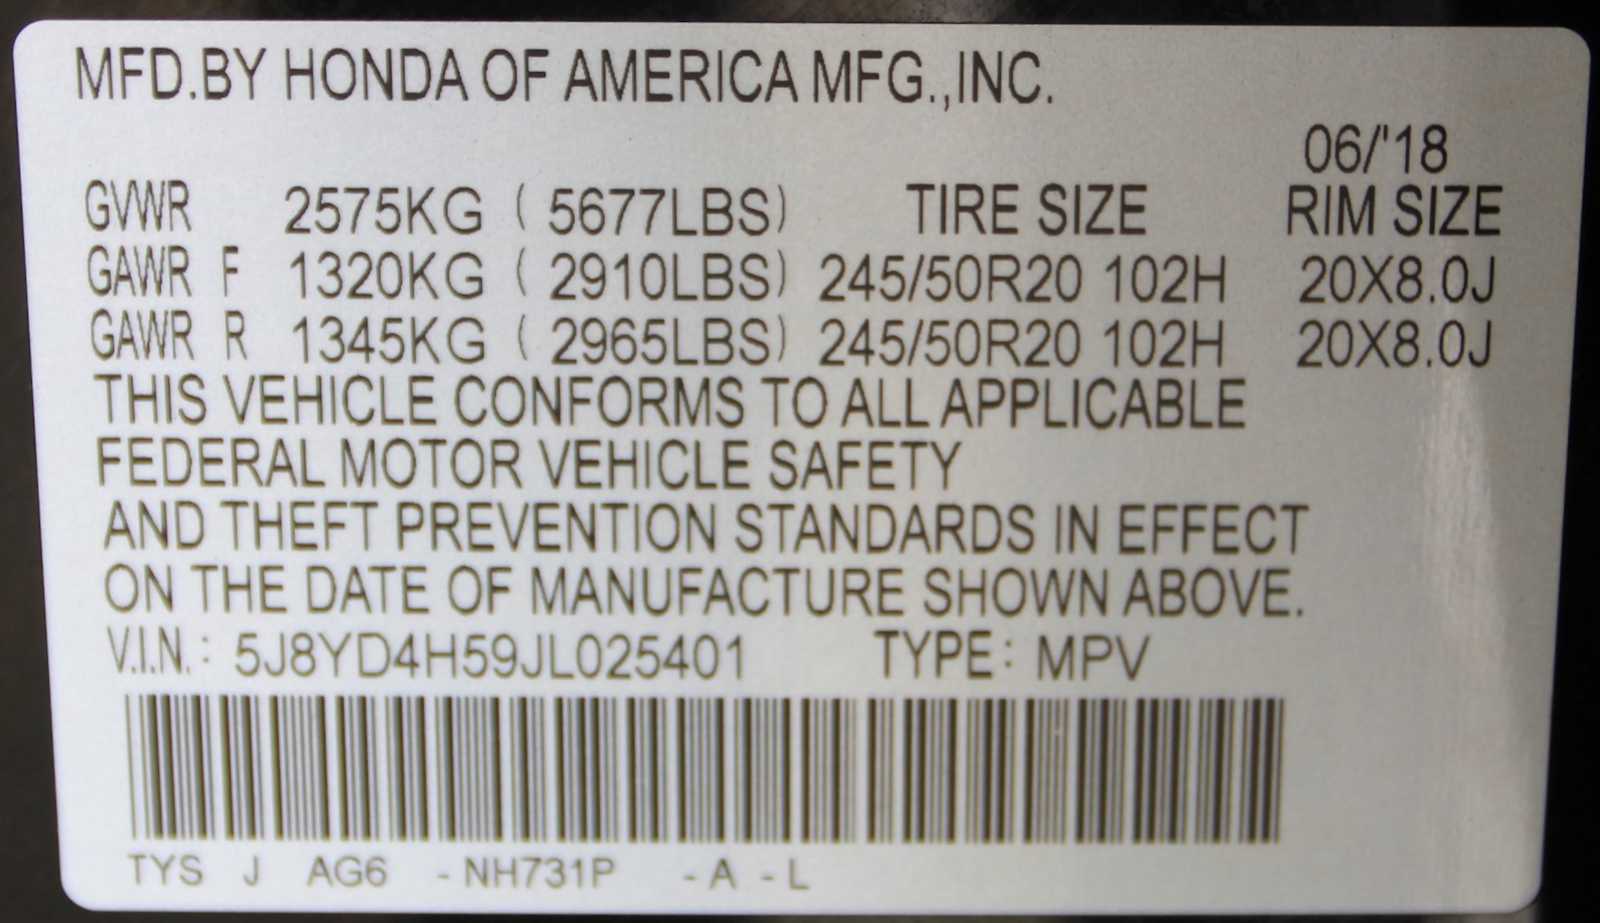 MFD.BY HONDA OF AMERICA MFG.,INC.
06/'18
GVWR 2575KG ( 5677LBS) TIRE SIZE RIM SIZE
GAWR F 1320KG ( 2910LBS) 245/50R20 102H 20X8.0J
GAWR R 1345KG ( 2965LBS) 245/50R20 102H 20X8.0J
THIS VEHICLE CONFORMS TO ALL APPLICABLE
FEDERAL MOTOR VEHICLE SAFETY
AND THEFT PREVENTION STANDARDS IN EFFECT
ON THE DATE OF MANUFACTURE SHOWN ABOVE.
V.I.N.: 5J8YD4H59JL025401 TYPE: MPV
TYS J AG6 - NH731P - A - L